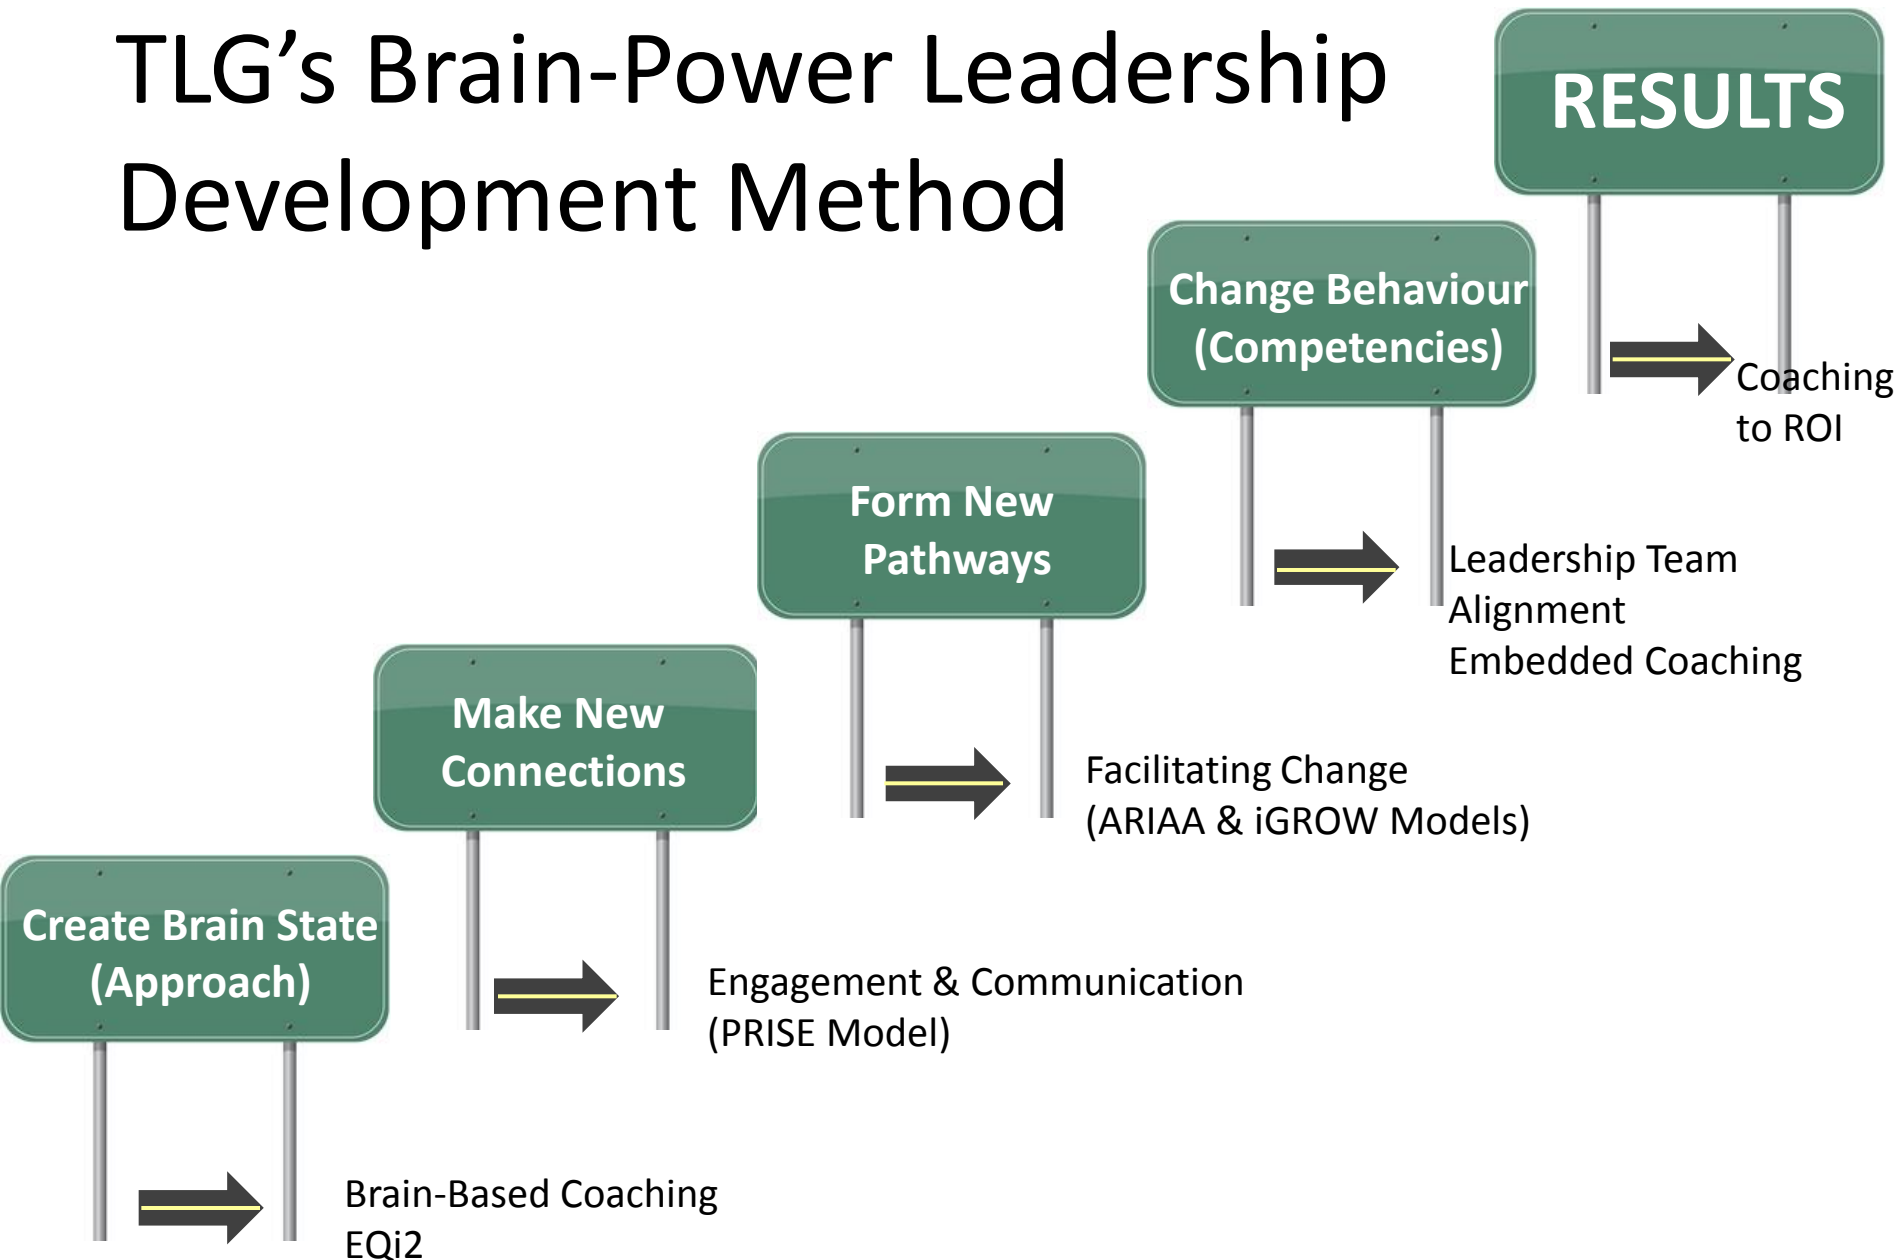 TLG's Brain-Power Leadership
Development Method
RESULTS
Coaching
to ROI
Change Behaviour
(Competencies)
Leadership Team
Alignment
Embedded Coaching
Form New
Pathways
Facilitating Change
(ARIAA & iGROW Models)
Make New
Connections
Engagement & Communication
(PRISE Model)
Create Brain State
(Approach)
Brain-Based Coaching
EQi2